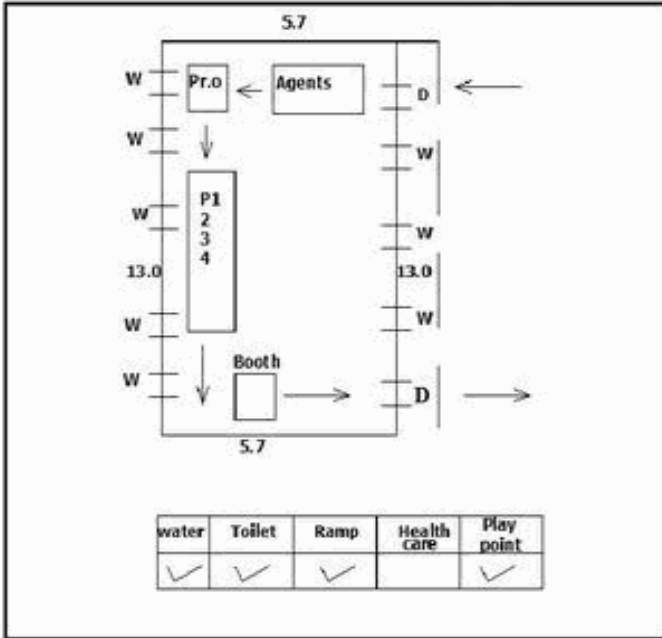 5.7
W
Pr.o
Agents
D
W
W
P1
2
3
4
W
W
13.0
13.0
W
W
Booth
W
D
5.7
water
Toilet
Ramp
Health
care
Play
point